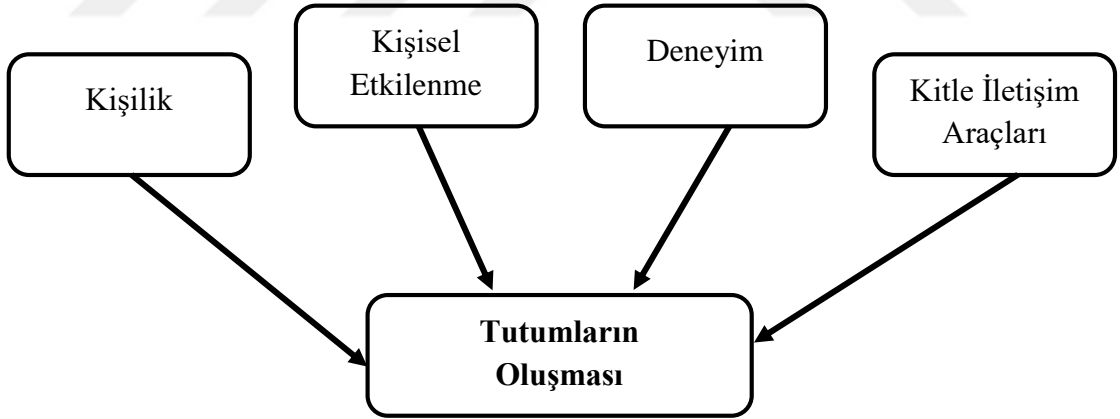 Kişilik
Kişisel
Etkilenme
Deneyim
Kitle İletişim
Araçları
Tutumların
Oluşması